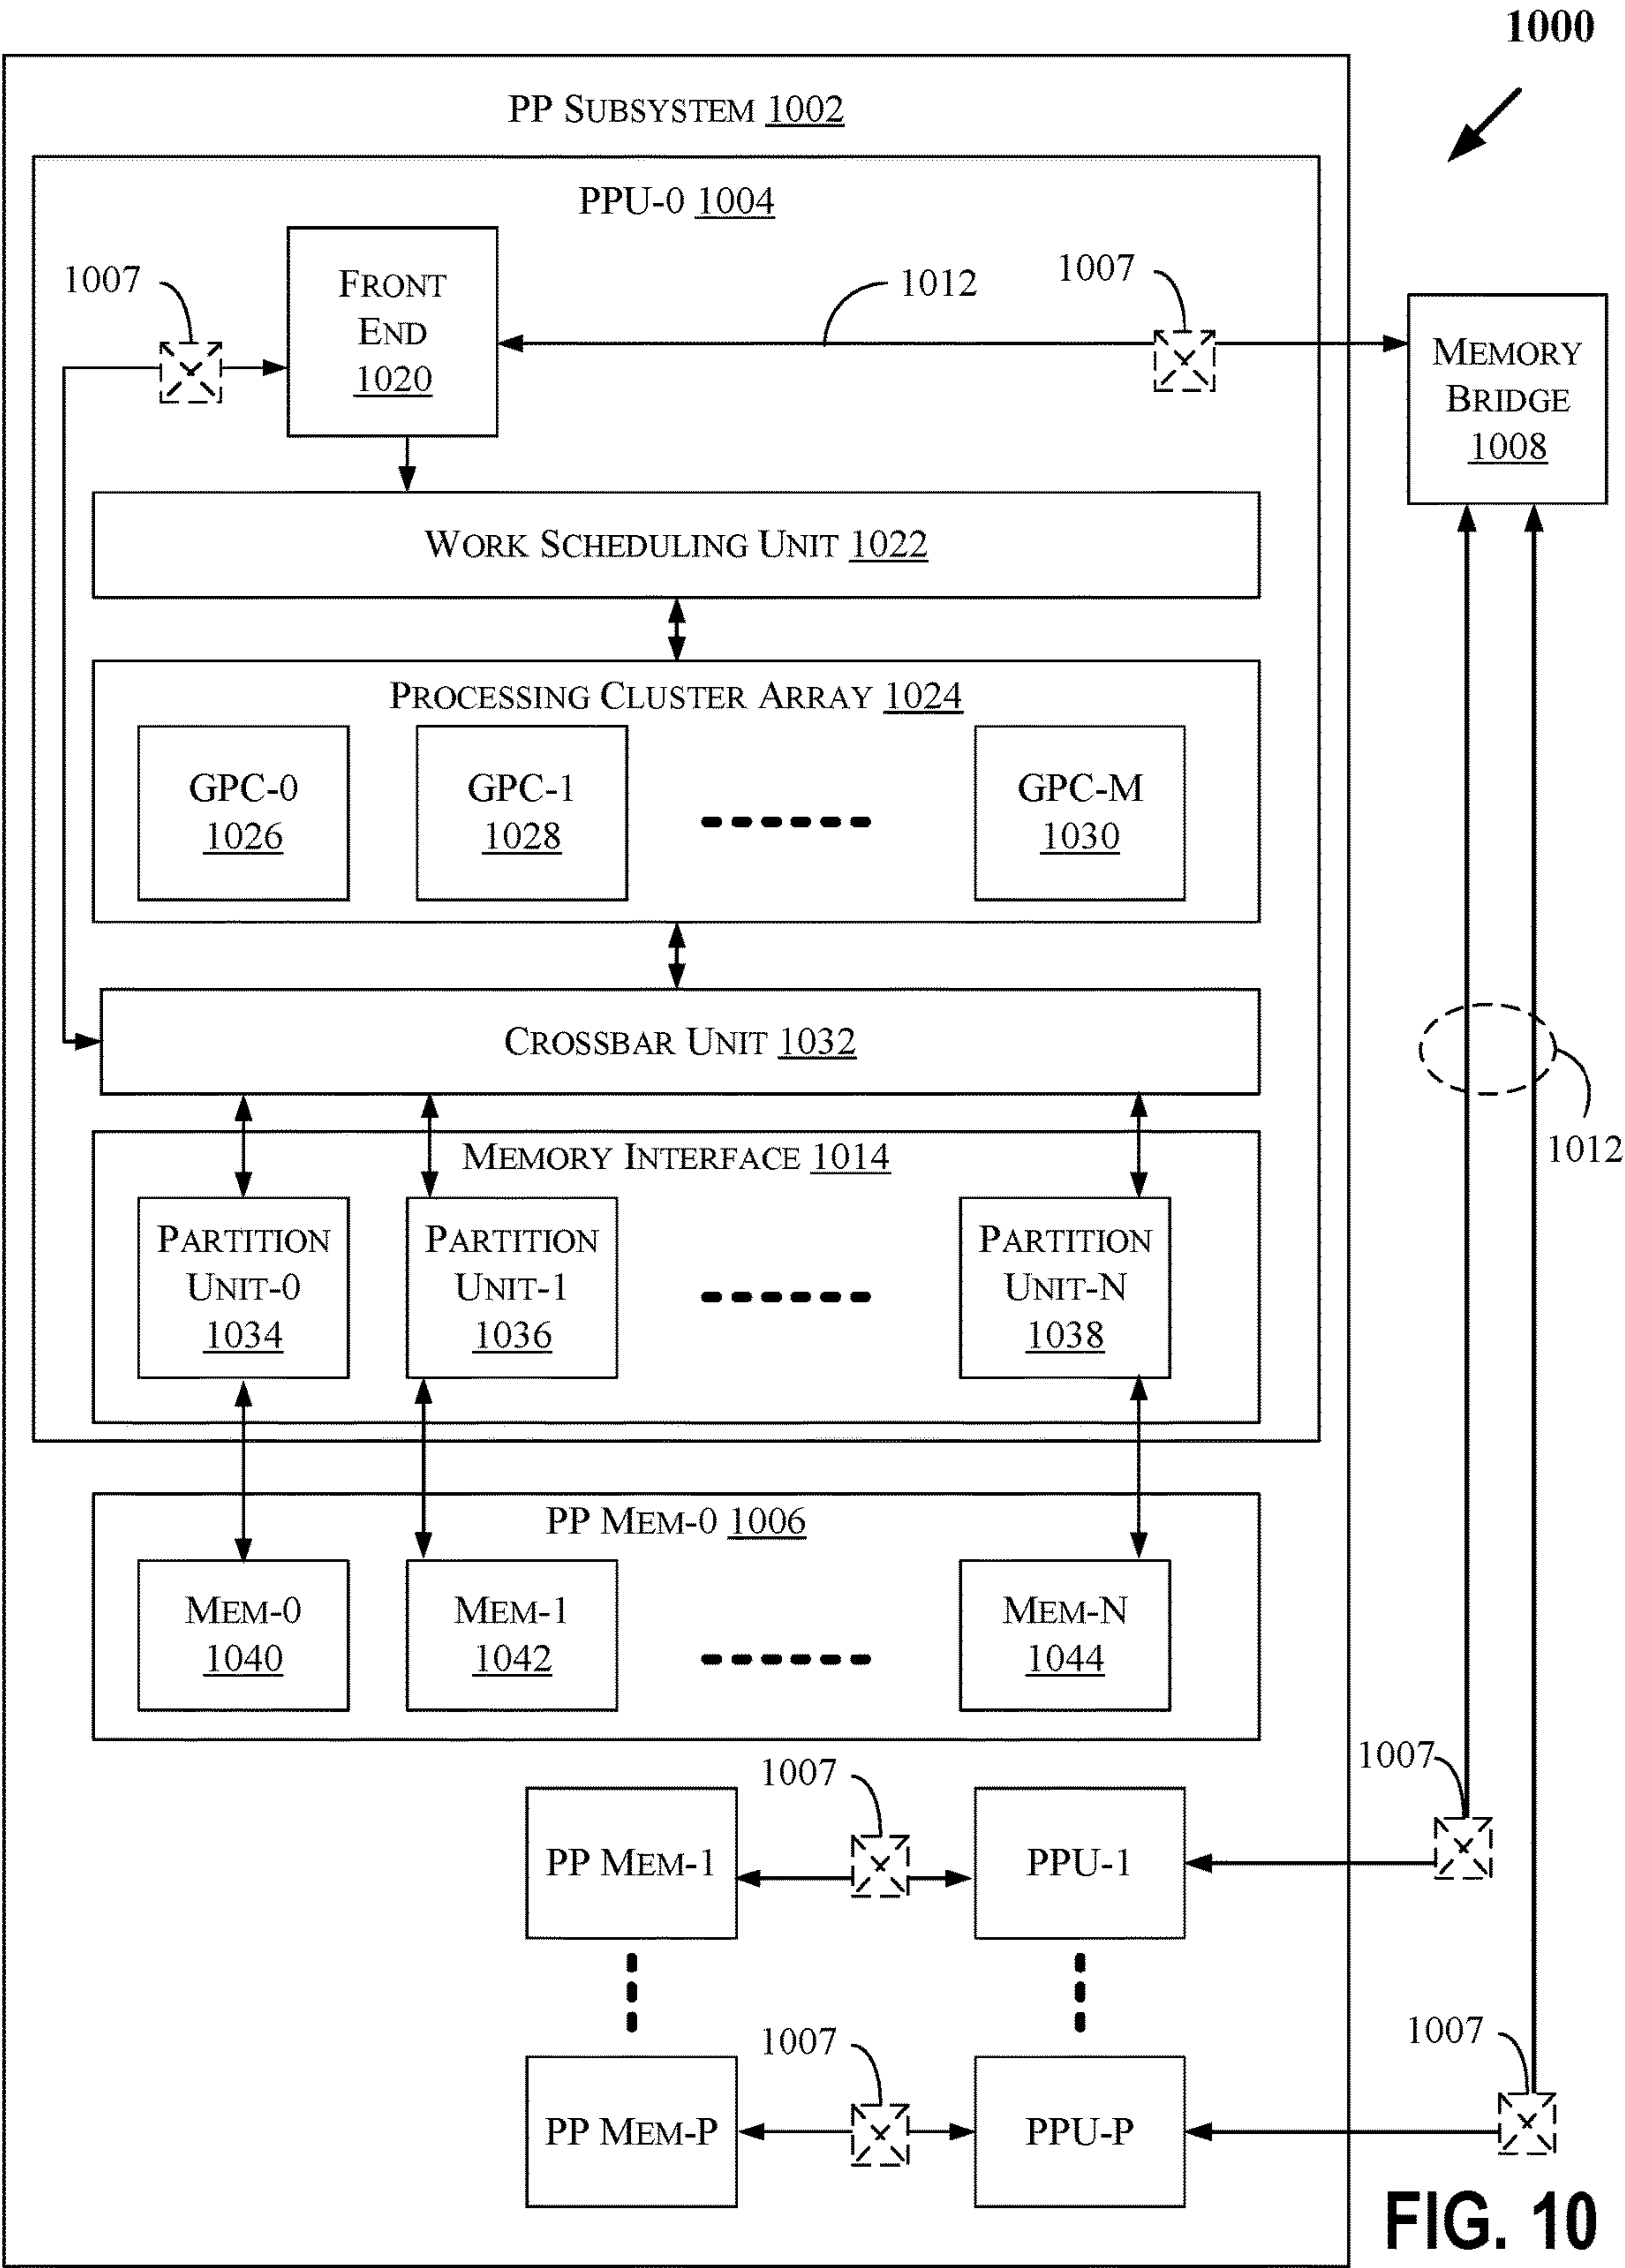 1000
PP SUBSYSTEM 1002
PPU-0 1004
1007
FRONT
END
1020
1012
1007
MEMORY
BRIDGE
1008
WORK SCHEDULING UNIT 1022
PROCESSING CLUSTER ARRAY 1024
GPC-0
1026
GPC-1
1028
GPC-M
1030
CROSSBAR UNIT 1032
1012
MEMORY INTERFACE 1014
PARTITION
UNIT-0
1034
PARTITION
UNIT-1
1036
PARTITION
UNIT-N
1038
PP MEM-0 1006
MEM-0
1040
MEM-1
1042
MEM-N
1044
1007
1007
PP MEM-1
PPU-1
1007
1007
PP MEM-P
PPU-P
FIG. 10